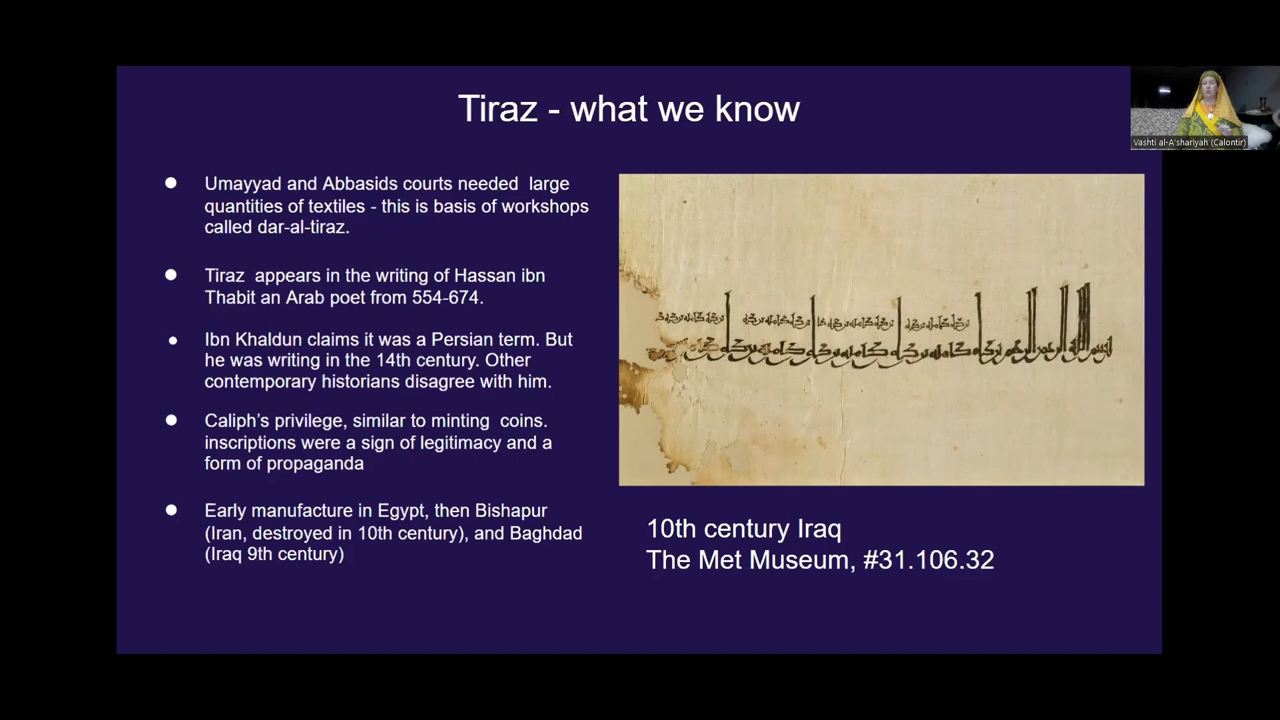 Tiraz - what we know
Vashti al-A'shariyah (Calontir)
Umayyad and Abbasids courts needed large
quantities of textiles - this is basis of workshops
called dar-al-tiraz.
Tiraz appears in the writing of Hassan ibn
Thabit an Arab poet from 554-674.
Ibn Khaldun claims it was a Persian term. But
he was writing in the 14th century. Other
contemporary historians disagree with him.
Caliph's privilege, similar to minting coins.
inscriptions were a sign of legitimacy and a
form of propaganda
Early manufacture in Egypt, then Bishapur
(Iran, destroyed in 10th century), and Baghdad
(Iraq 9th century)
بسم الله الرحمن الرحيم
10th century Iraq
The Met Museum, #31.106.32